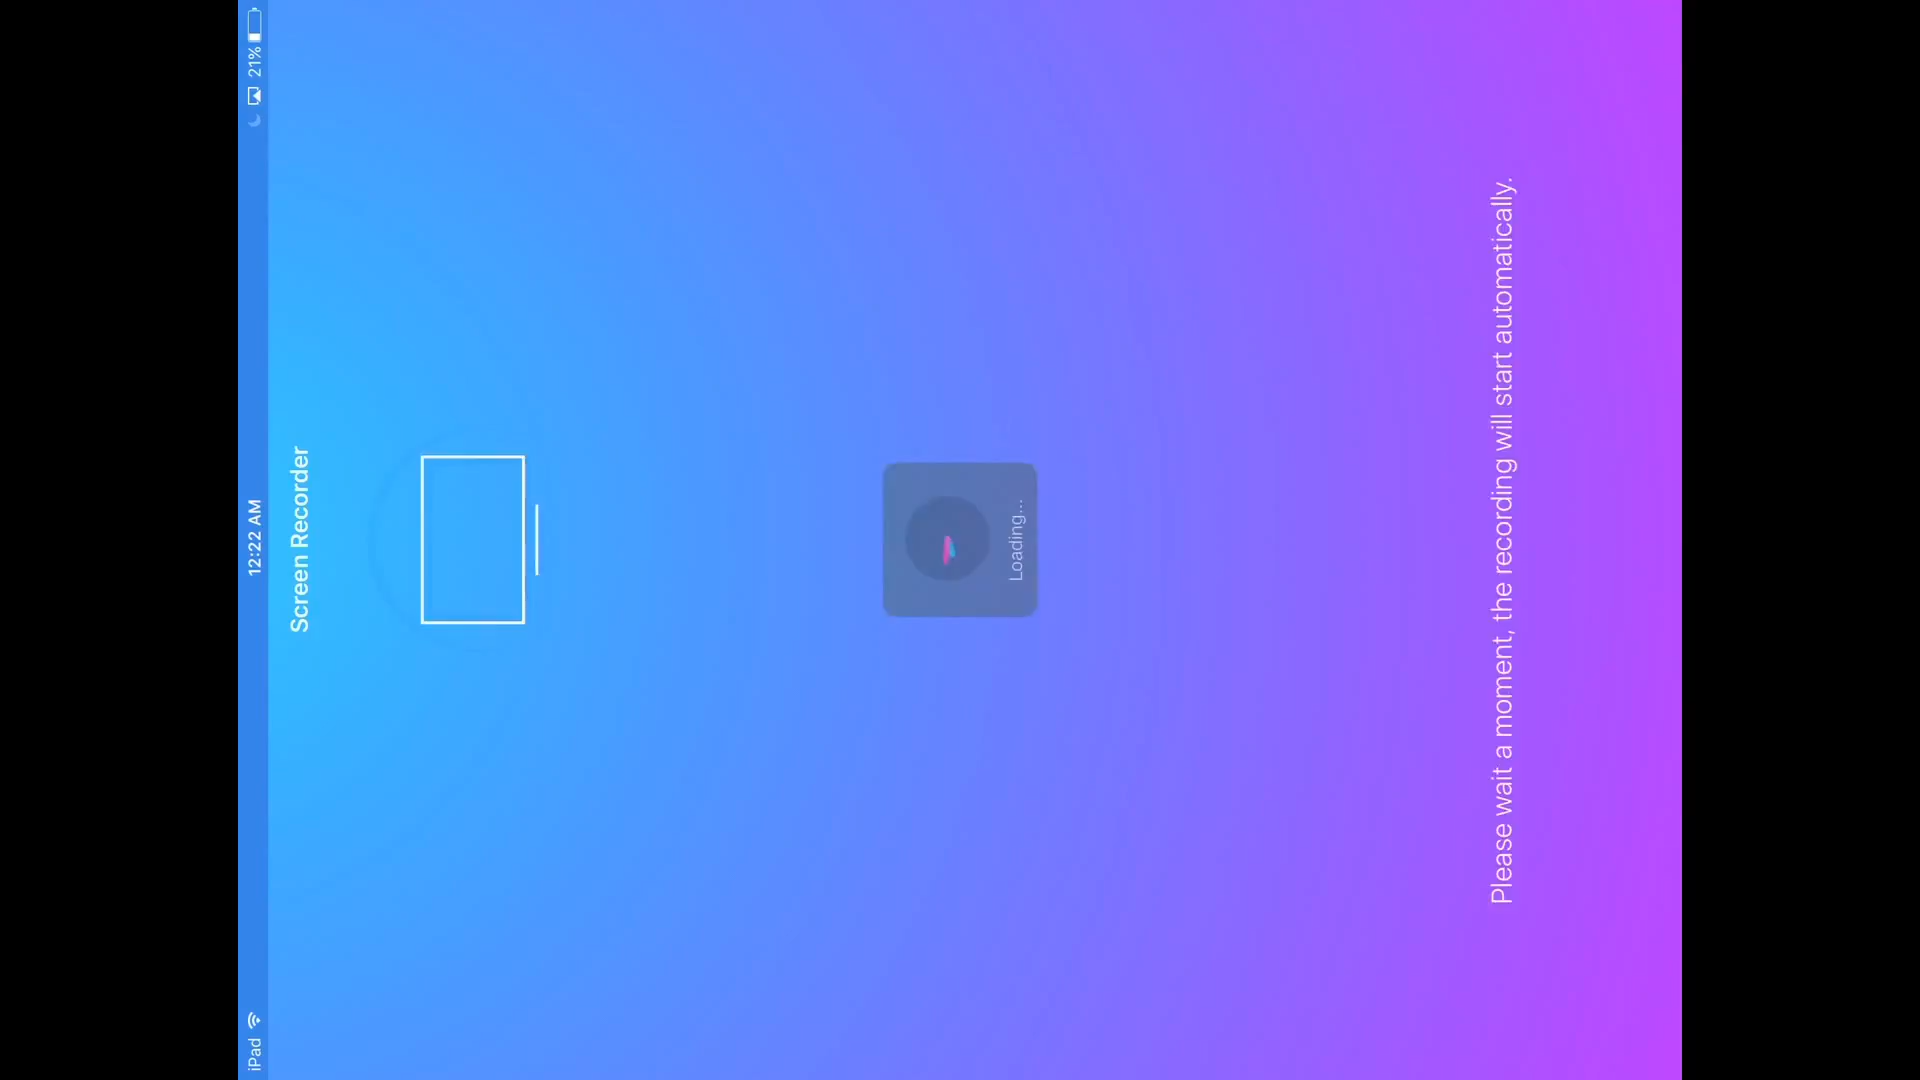 iPad
12:22 AM
21%
Screen Recorder
Loading...
Please wait a moment, the recording will start automatically.